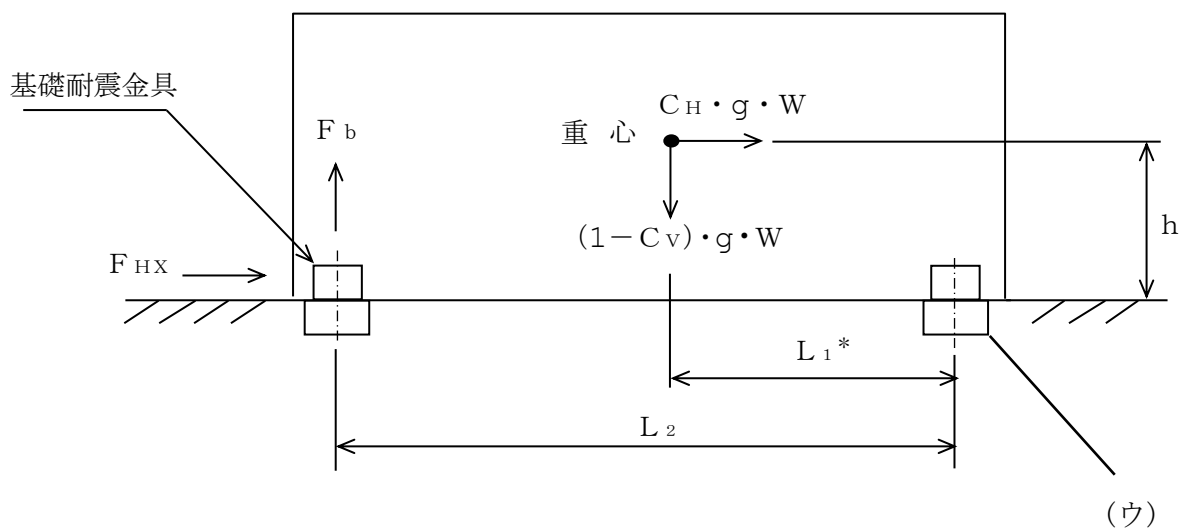 基礎耐震金具
CH・g・W
Fb
重 心
(1-CV)・g・W
h
FHX
L1*
L2
(ウ)